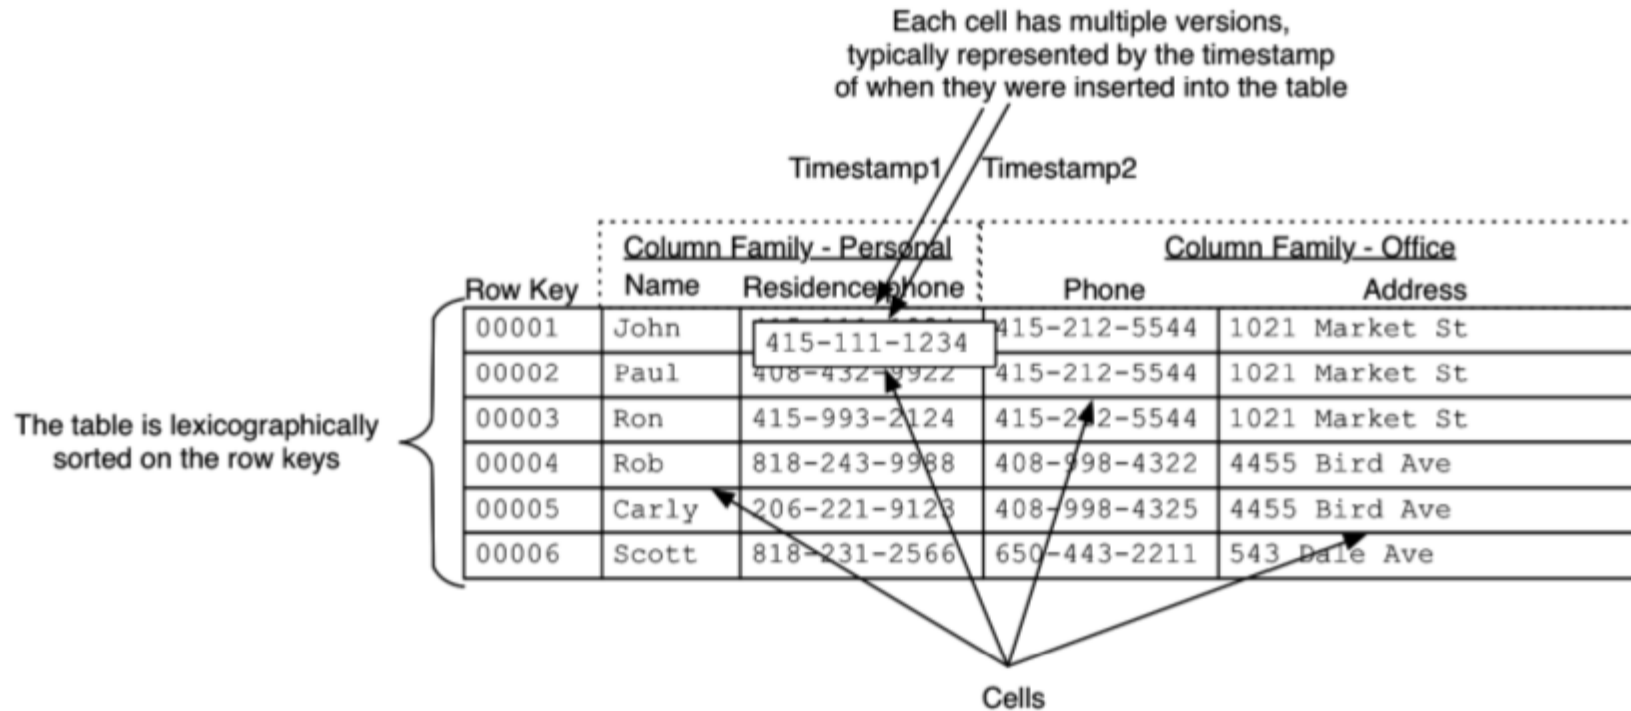 Each cell has multiple versions,
typically represented by the timestamp
of when they were inserted into the table
Timestamp1 Timestamp2
Column Family - Personal Column Family - Office
Row Key Name Residence phone Phone Address
00001 John 415-111-1234 415-212-5544 1021 Market St
00002 Paul 408-432-9922 415-212-5544 1021 Market St
00003 Ron 415-993-2124 415-212-5544 1021 Market St
The table is lexicographically
sorted on the row keys
00004 Rob 818-243-9988 408-998-4322 4455 Bird Ave
00005 Carly 206-221-9123 408-998-4325 4455 Bird Ave
00006 Scott 818-231-2566 650-443-2211 543 Dale Ave
Cells